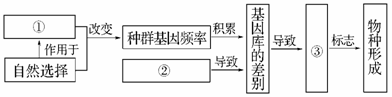 ①
改变
种群基因频率
积累
基因库的差别
导致
③
标志
物种形成
作用于
自然选择
②
导致